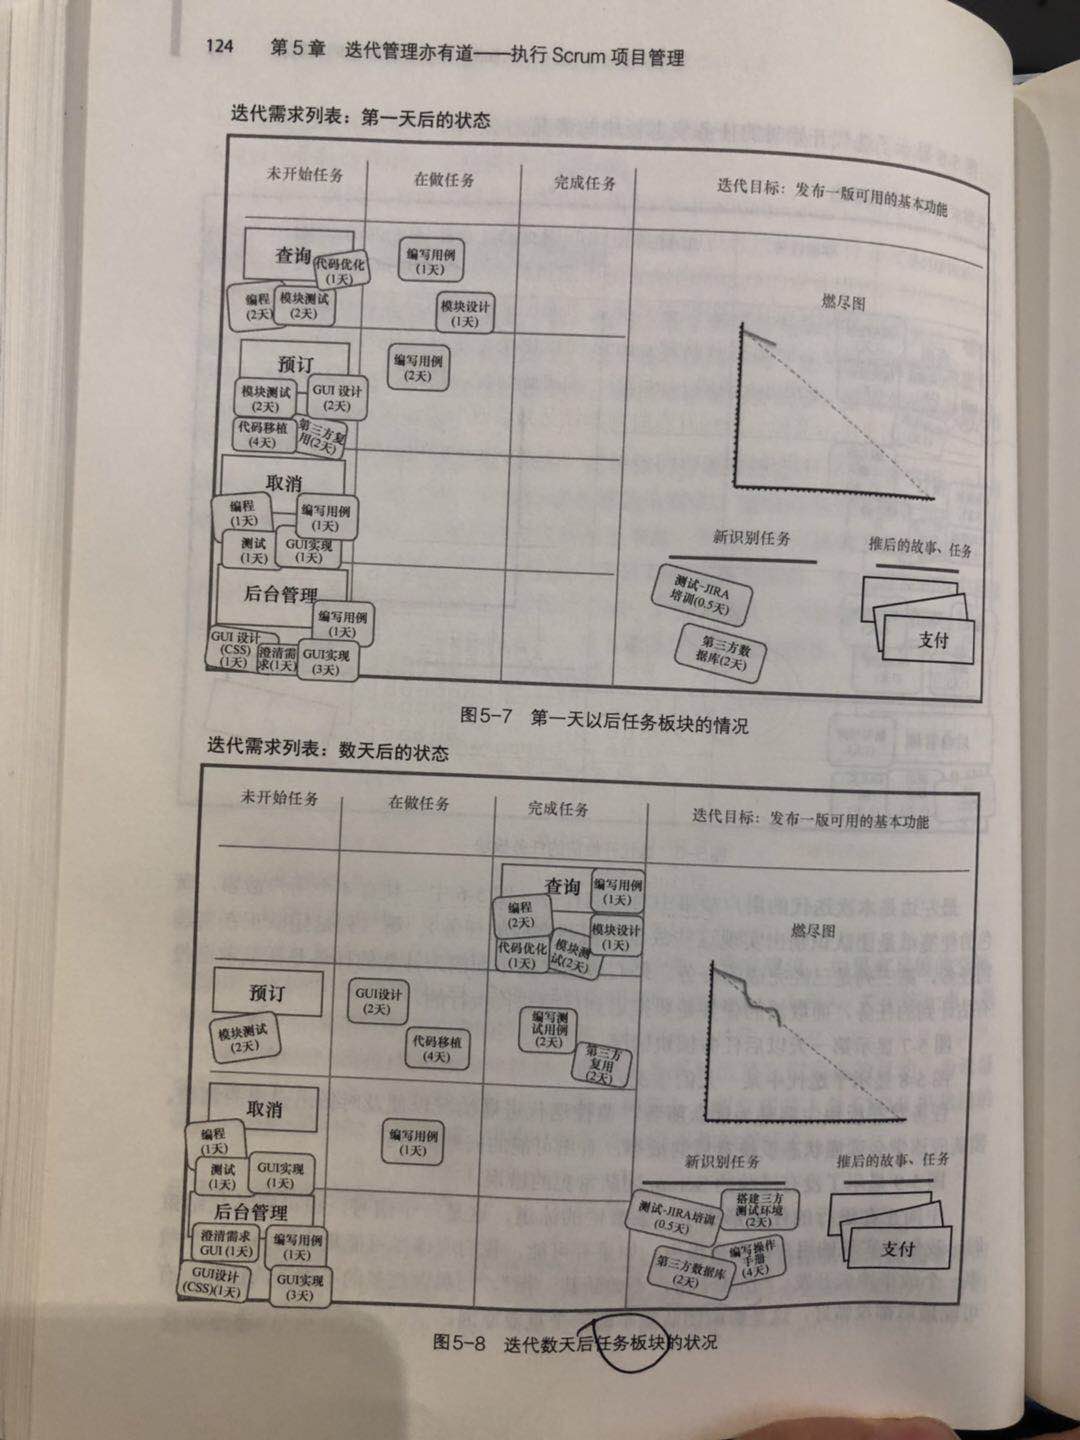 124 第5章 迭代管理亦有道——执行 Scrum 项目管理
迭代需求列表：第一天后的状态
未开始任务 在做任务 完成任务 迭代目标：发布一版可用的基本功能
查询
代码优化
(1天)
编程
(2天)
模块测试
(2天)
编写用例
(1天)
模块设计
(1天)
预订
模块测试
(2天)
GUI 设计
(2天)
代码移植
(4天)
第三方复
用(2天)
编写用例
(2天)
取消
编程
(1天)
编写用例
(1天)
测试
(1天)
GUI实现
(1天)
后台管理
编写用例
(1天)
GUI 设计
(CSS)
(1天)
澄清需
求(1天)
GUI实现
(3天)
燃尽图
新识别任务
测试-JIRA
培训(0.5天)
第三方数
据库(2天)
推后的故事、任务
支付
图5-7 第一天以后任务板块的情况
迭代需求列表：数天后的状态
未开始任务 在做任务 完成任务 迭代目标：发布一版可用的基本功能
查询
编写用例
(1天)
编程
(2天)
模块设计
(1天)
代码优化
(1天)
模块测
试(2天)
预订
模块测试
(2天)
GUI设计
(2天)
代码移植
(4天)
编写测
试用例
(2天)
第三方
复用
(2天)
取消
编程
(1天)
测试
(1天)
GUI实现
(1天)
编写用例
(1天)
后台管理
澄清需求
GUI (1天)
编写用例
(1天)
GUI设计
(CSS)(1天)
GUI实现
(3天)
燃尽图
新识别任务
测试-JIRA培训
(0.5天)
搭建三方
测试环境
(2天)
第三方数据库
(2天)
编写操作
手册
(4天)
推后的故事、任务
支付
图5-8 迭代数天后任务板块的状况